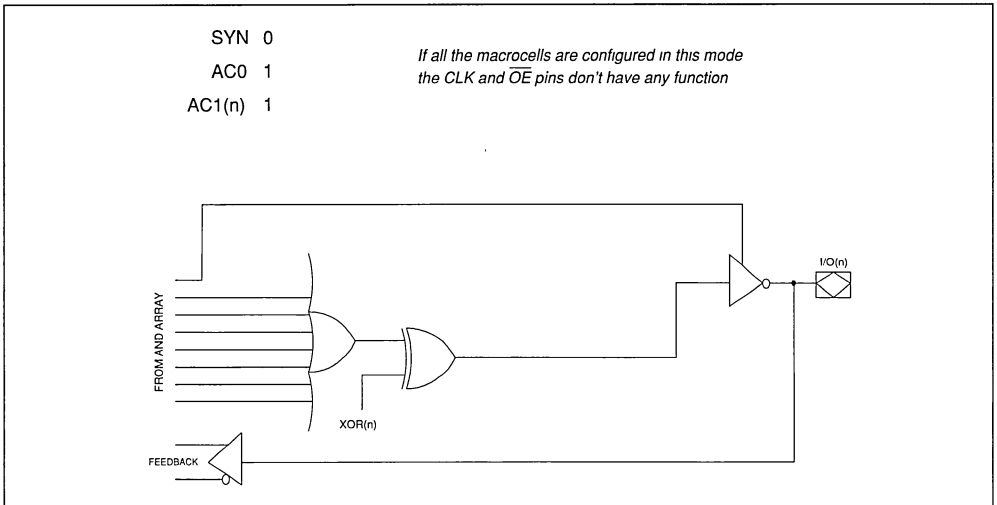 SYN 0
AC0 1
AC1(n) 1
If all the macrocells are configured in this mode
the CLK and OE pins don't have any function
I/O(n)
FROM AND ARRAY
XOR(n)
FEEDBACK